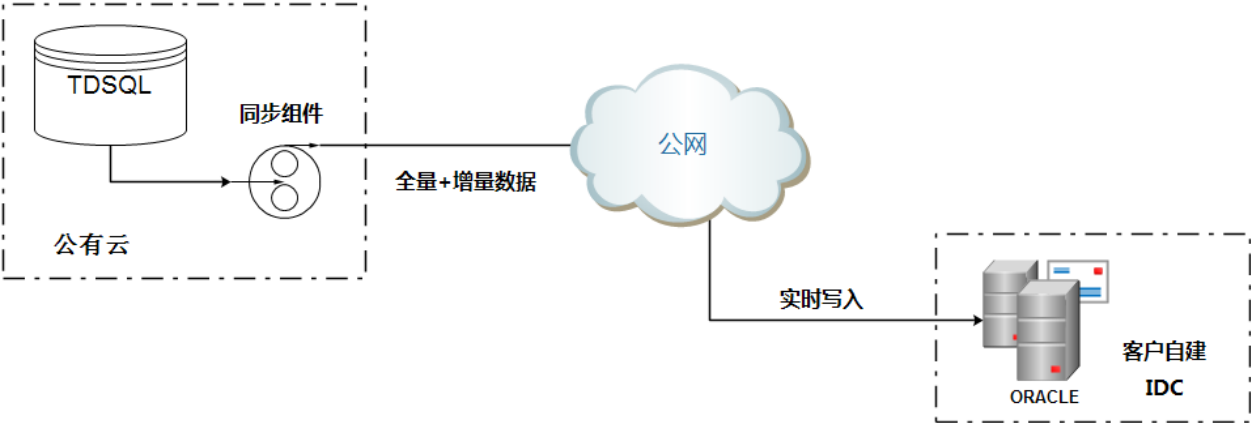 TDSQL
同步组件
公有云
全量+增量数据
公网
实时写入
ORACLE
客户自建
IDC